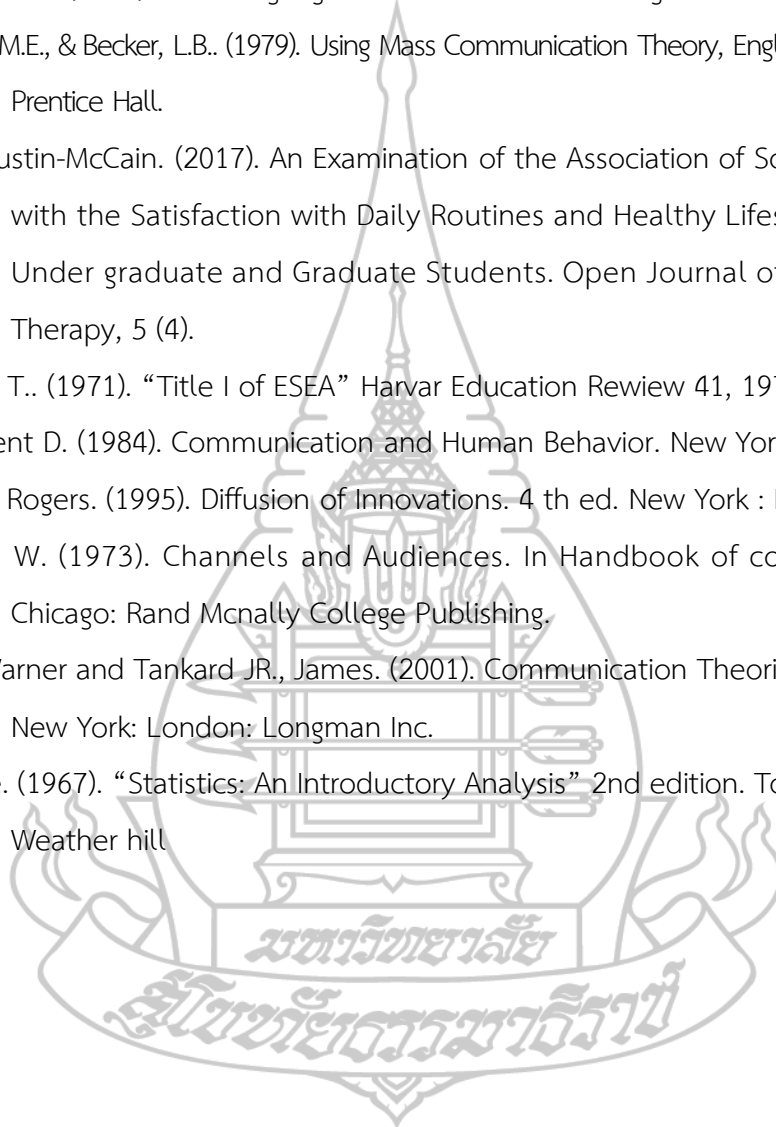 M.E., & Becker, L.B.. (1979). Using Mass Communication Theory, Engl
Prentice Hall.
ustin-McCain. (2017). An Examination of the Association of So
with the Satisfaction with Daily Routines and Healthy Lifes
Under graduate and Graduate Students. Open Journal of
Therapy, 5 (4).
T.. (1971). “Title I of ESEA” Harvar Education Rewiew 41, 197
ent D. (1984). Communication and Human Behavior. New Yor
Rogers. (1995). Diffusion of Innovations. 4 th ed. New York :
W. (1973). Channels and Audiences. In Handbook of co
Chicago: Rand Mcnally College Publishing.
Varner and Tankard JR., James. (2001). Communication Theori
New York: London: Longman Inc.
e. (1967). “Statistics: An Introductory Analysis” 2nd edition. To
Weather hill
มหาวิทยาลัย
สุโขทัยธรรมาธิราช